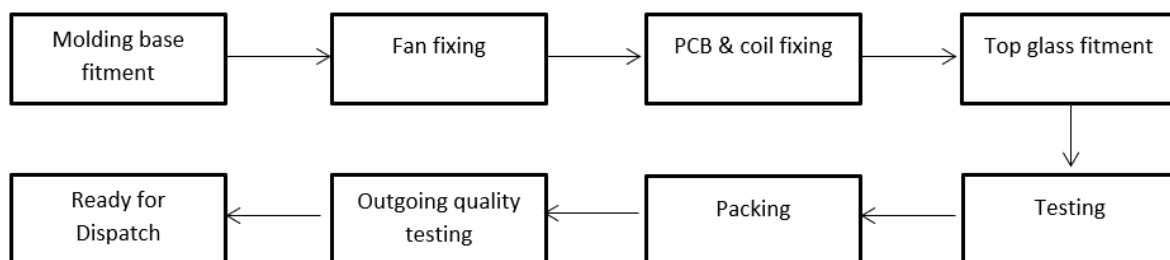 Molding base
fitment
Fan fixing
PCB & coil fixing
Top glass fitment
Ready for
Dispatch
Outgoing quality
testing
Packing
Testing